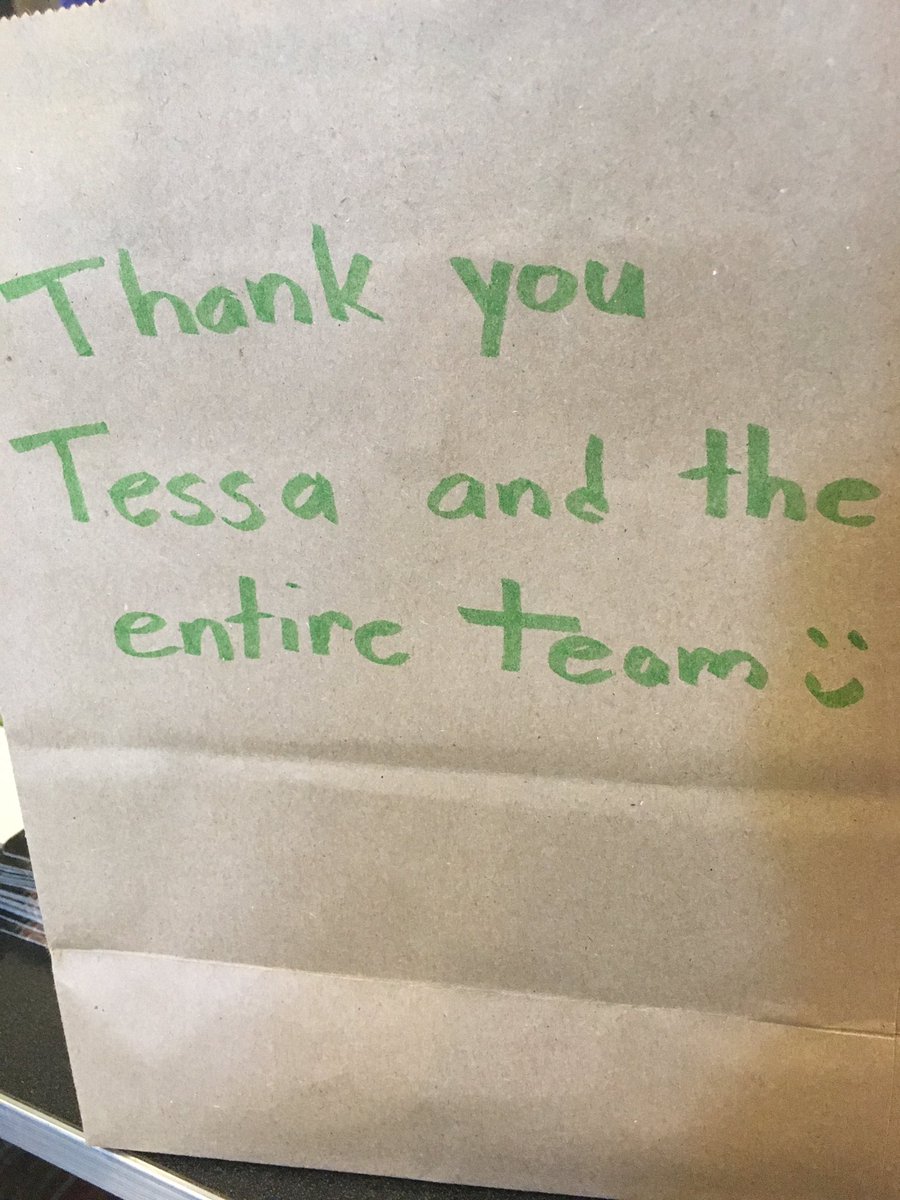 Thank you
Tessa and the
entire team :)